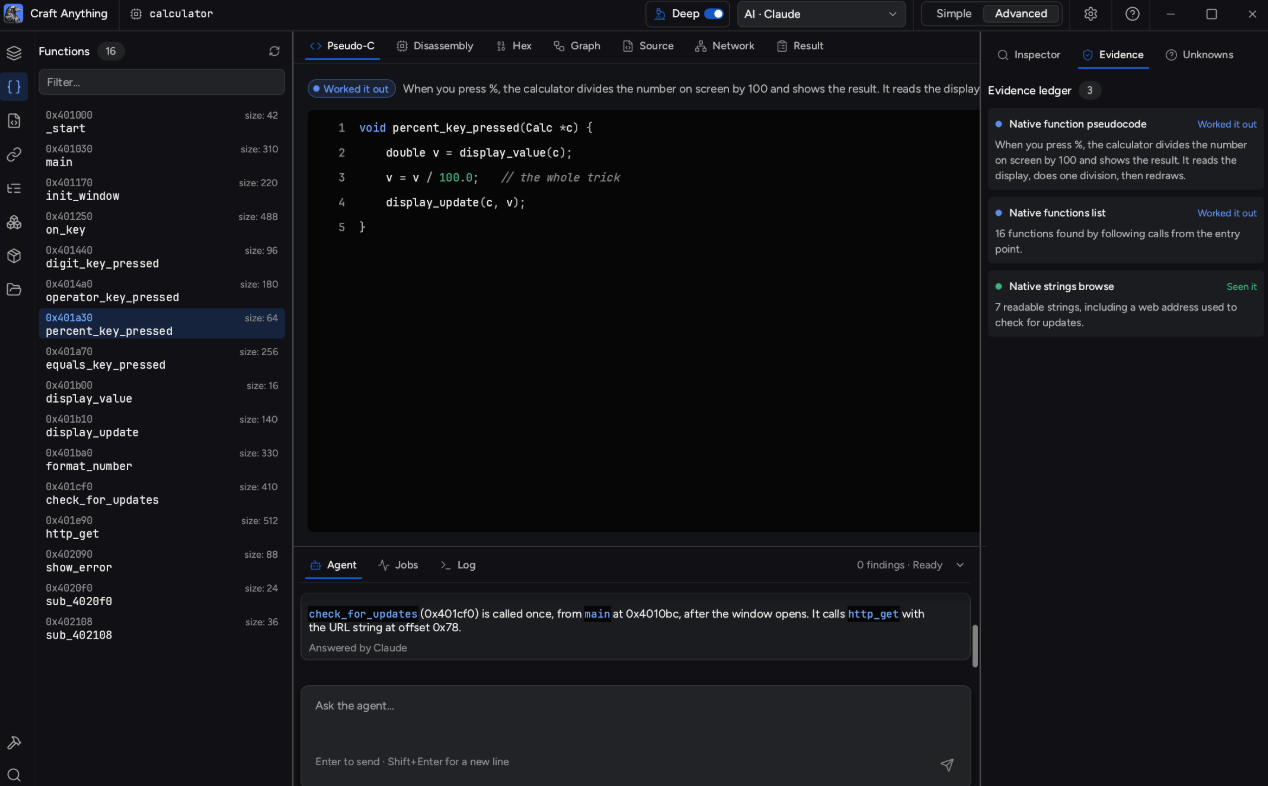 Craft Anything
calculator
Deep
AI · Claude
Simple
Advanced
Functions 16
Filter...
0x401000 size: 42
_start
0x401030 size: 310
main
0x401170 size: 220
init_window
0x401250 size: 488
on_key
0x401440 size: 96
digit_key_pressed
0x4014a0 size: 180
operator_key_pressed
0x401a30 size: 64
percent_key_pressed
0x401a70 size: 256
equals_key_pressed
0x401b00 size: 16
display_value
0x401b10 size: 140
display_update
0x401ba0 size: 330
format_number
0x401cf0 size: 410
check_for_updates
0x401e90 size: 512
http_get
0x402090 size: 88
show_error
0x4020f0 size: 24
sub_4020f0
0x402108 size: 36
sub_402108
Pseudo-C
Disassembly
Hex
Graph
Source
Network
Result
Worked it out When you press %, the calculator divides the number on screen by 100 and shows the result. It reads the display
1 void percent_key_pressed(Calc *c) {
2 double v = display_value(c);
3 v = v / 100.0; // the whole trick
4 display_update(c, v);
5 }
Agent
Jobs
Log
0 findings · Ready
check_for_updates (0x401cf0) is called once, from main at 0x4010bc, after the window opens. It calls http_get with
the URL string at offset 0x78.
Answered by Claude
Ask the agent...
Enter to send · Shift+Enter for a new line
Inspector
Evidence
Unknowns
Evidence ledger 3
Native function pseudocode Worked it out
When you press %, the calculator divides the number
on screen by 100 and shows the result. It reads the
display, does one division, then redraws.
Native functions list Worked it out
16 functions found by following calls from the entry
point.
Native strings browse Seen it
7 readable strings, including a web address used to
check for updates.